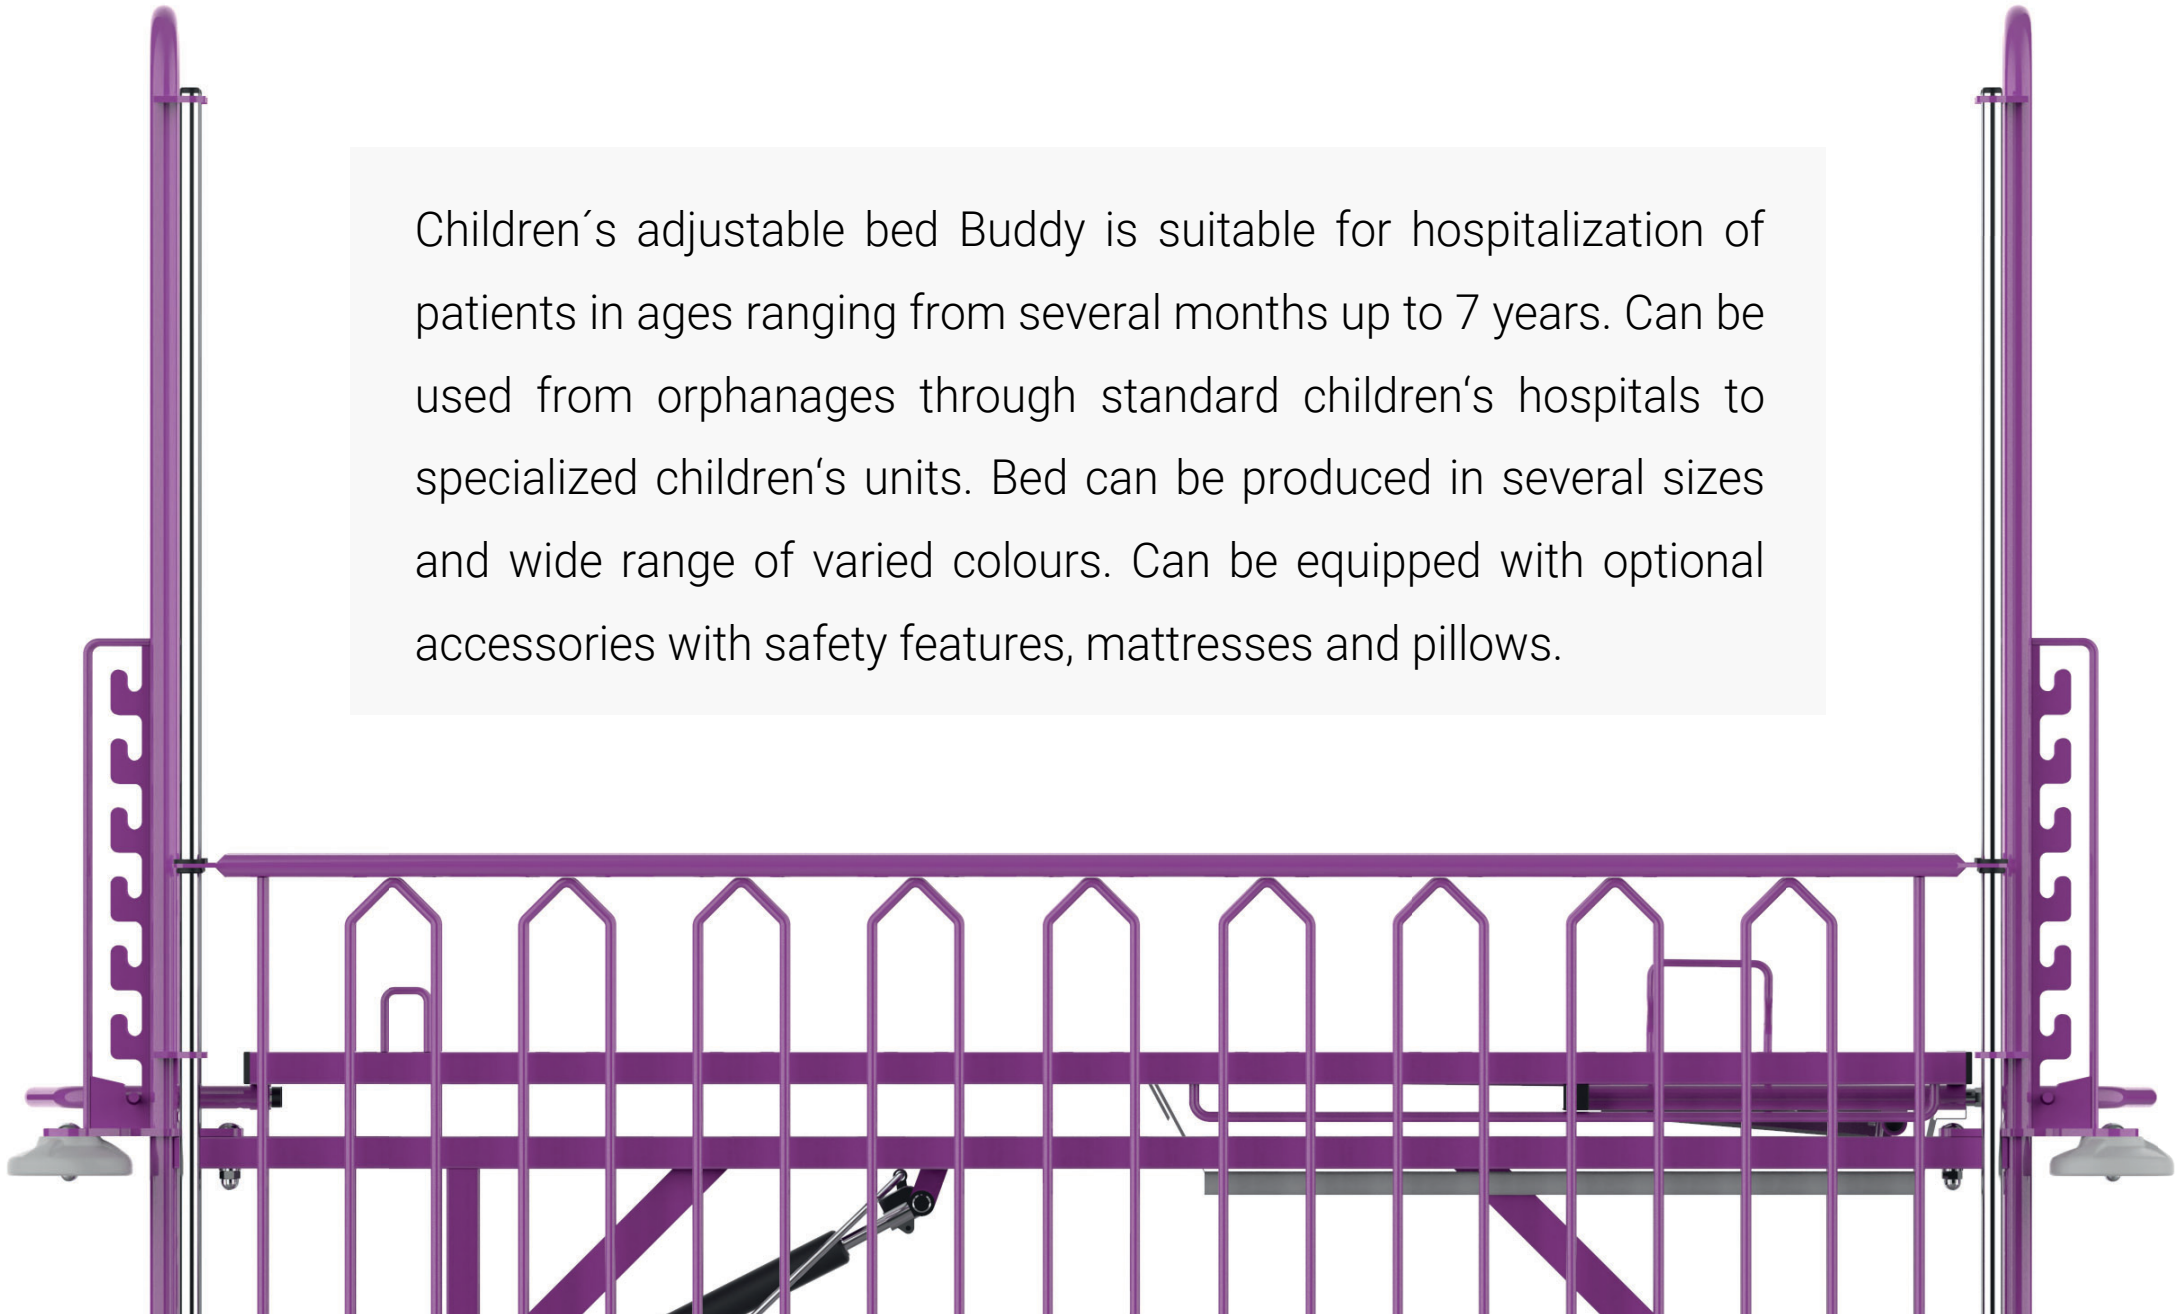 Children´s adjustable bed Buddy is suitable for hospitalization of
patients in ages ranging from several months up to 7 years. Can be
used from orphanages through standard children‘s hospitals to
specialized children‘s units. Bed can be produced in several sizes
and wide range of varied colours. Can be equipped with optional
accessories with safety features, mattresses and pillows.